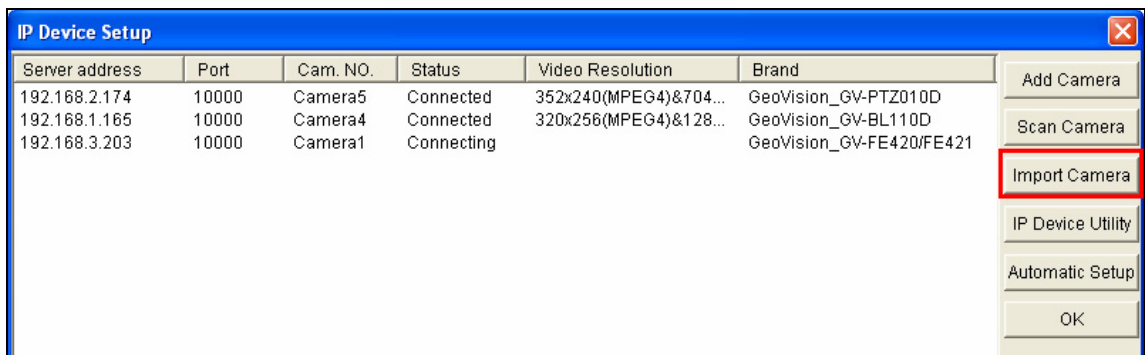 IP Device Setup
Server address Port Cam. NO. Status Video Resolution Brand
192.168.2.174 10000 Camera5 Connected 352x240(MPEG4)&704... GeoVision_GV-PTZ010D
192.168.1.165 10000 Camera4 Connected 320x256(MPEG4)&128... GeoVision_GV-BL110D
192.168.3.203 10000 Camera1 Connecting GeoVision_GV-FE420/FE421
Add Camera
Scan Camera
Import Camera
IP Device Utility
Automatic Setup
OK